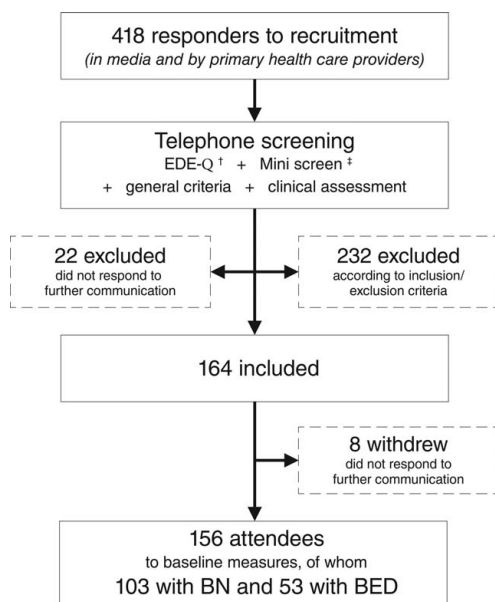 418 responders to recruitment
(in media and by primary health care providers)
Telephone screening
EDE-Q † + Mini screen ‡
+ general criteria + clinical assessment
22 excluded
did not respond to
further communication
232 excluded
according to inclusion/
exclusion criteria
164 included
8 withdrew
did not respond to
further communication
156 attendees
to baseline measures, of whom
103 with BN and 53 with BED